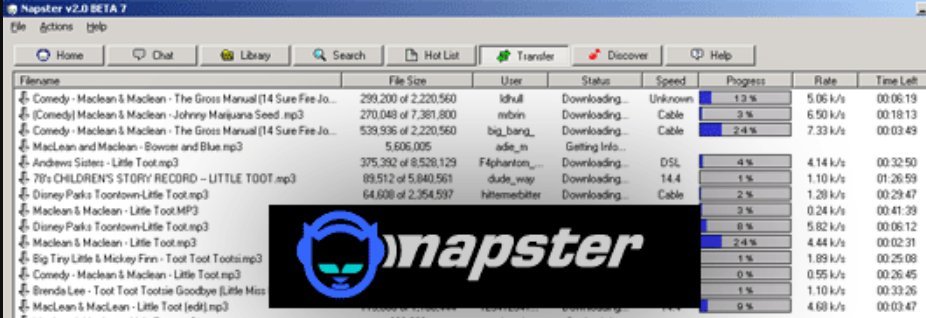 Napster v2.0 BETA 7
File Actions Help
Home Chat Library Search Hot List Transfer Discover Help
Filename File Size User Status Speed Progress Rate Time Left
Comedy - Maclean & Maclean - The Gross Manual (14 Sure Fire Jo... 299,200 of 2,220,560 ldhull Downloading... Unknown 13 % 5.06 k/s 00:06:19
(Comedy) Maclean & Maclean - Johnny Marijuana Seed .mp3 270,048 of 7,381,800 mrbrin Downloading... Cable 3 % 6.50 k/s 00:18:13
Comedy - Maclean & Maclean - The Gross Manual (14 Sure Fire Jo... 539,936 of 2,220,560 big_bang_ Downloading... Cable 24 % 7.33 k/s 00:03:49
MacLean and Maclean - Bowser and Blue.mp3 5,606,005 adie_m Getting Info...
Andrews Sisters - Little Toot.mp3 375,392 of 8,528,129 F4phantom_... Downloading... DSL 4 % 4.14 k/s 00:32:50
78's CHILDREN'S STORY RECORD -- LITTLE TOOT.mp3 89,512 of 5,840,561 dude_way Downloading... 14.4 1 % 1.10 k/s 01:26:59
Disney Parks Toontown-Little Toot.mp3 64,608 of 2,354,597 hittermerbitter Downloading... Cable 2 % 1.28 k/s 00:29:47
Maclean & Maclean - Little Toot.MP3 3 % 0.24 k/s 00:41:39
Disney Parks Toontown-Little Toot.mp3 8 % 5.82 k/s 00:06:12
Maclean & Maclean - Little Toot.mp3 24 % 4.44 k/s 00:02:31
Big Tiny Little & Mickey Finn - Toot Toot Tootsi.mp3 1 % 1.89 k/s 00:25:08
Comedy - Maclean & Maclean - Little Toot.mp3 0 % 0.55 k/s 00:26:45
Brenda Lee - Toot Toot Tootsie Goodbye (Little Miss 1 % 1.10 k/s 00:33:26
MacLean & MacLean - Little Toot (edit).mp3 9 % 4.68 k/s 00:03:47
napster